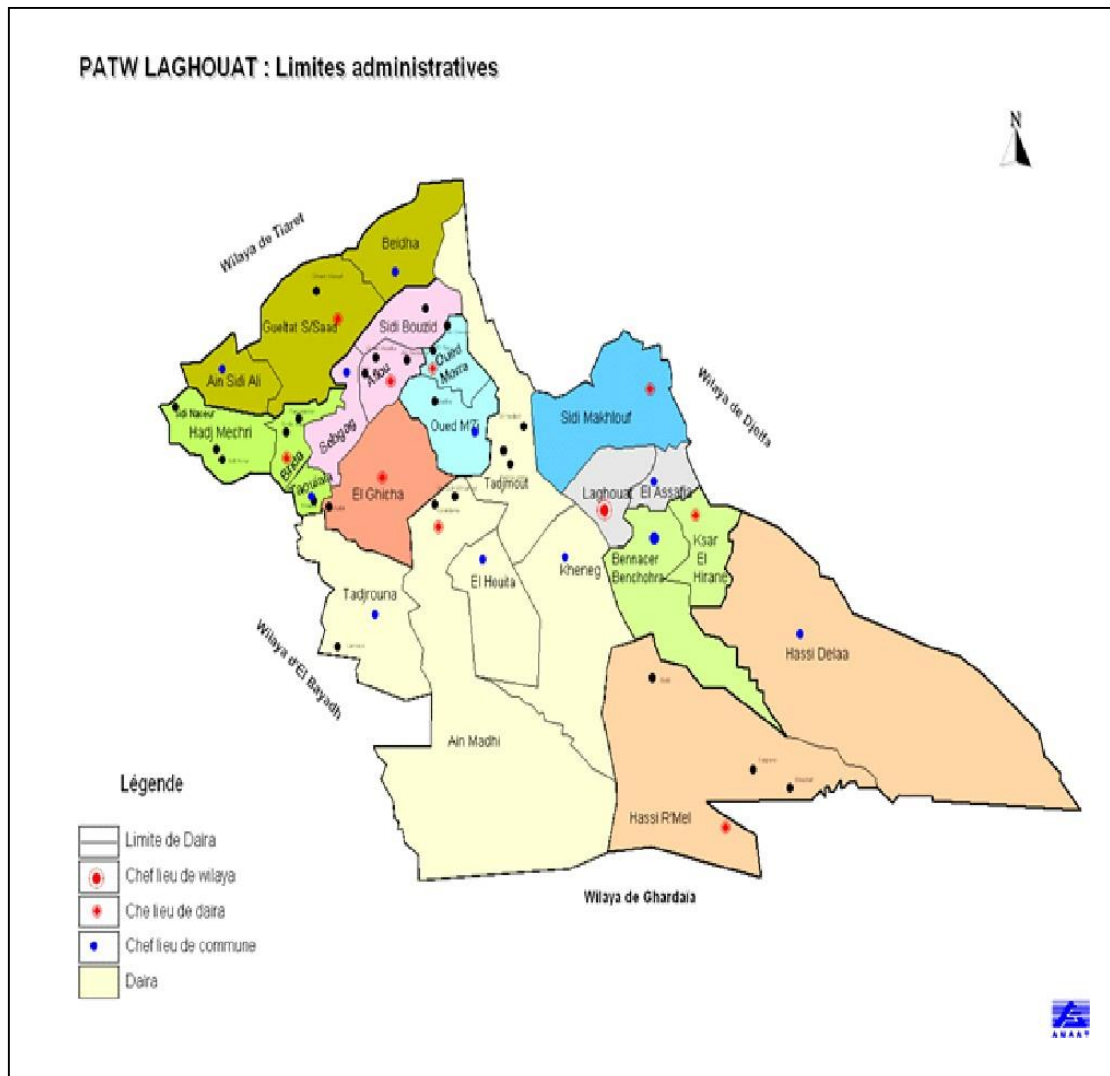 PATW LAGHOUAT : Limites administratives
N
Wilaya de Tiaret
Beidha
Gueltat S/Saad
Sidi Bouzid
Ain Sidi Ali
Aflou
Oued Morra
Sidi Naceur
Hadj Mechri
Sebgag
Oued M'Zi
Brida
Taouiala
El Ghicha
Tadjmout
Sidi Makhlouf
Wilaya de Djelfa
Laghouat
El Assafia
Ksar
El
Hirane
Bennacer
Benchohra
Kheneg
El Houita
Tadjrouna
Hassi Delaa
Wilaya d'El Bayadh
Ain Madhi
Hassi R'Mel
Wilaya de Ghardaïa
Légende
Limite de Daira
Chef lieu de wilaya
Che lieu de daira
Chef lieu de commune
Daira
ANAAT